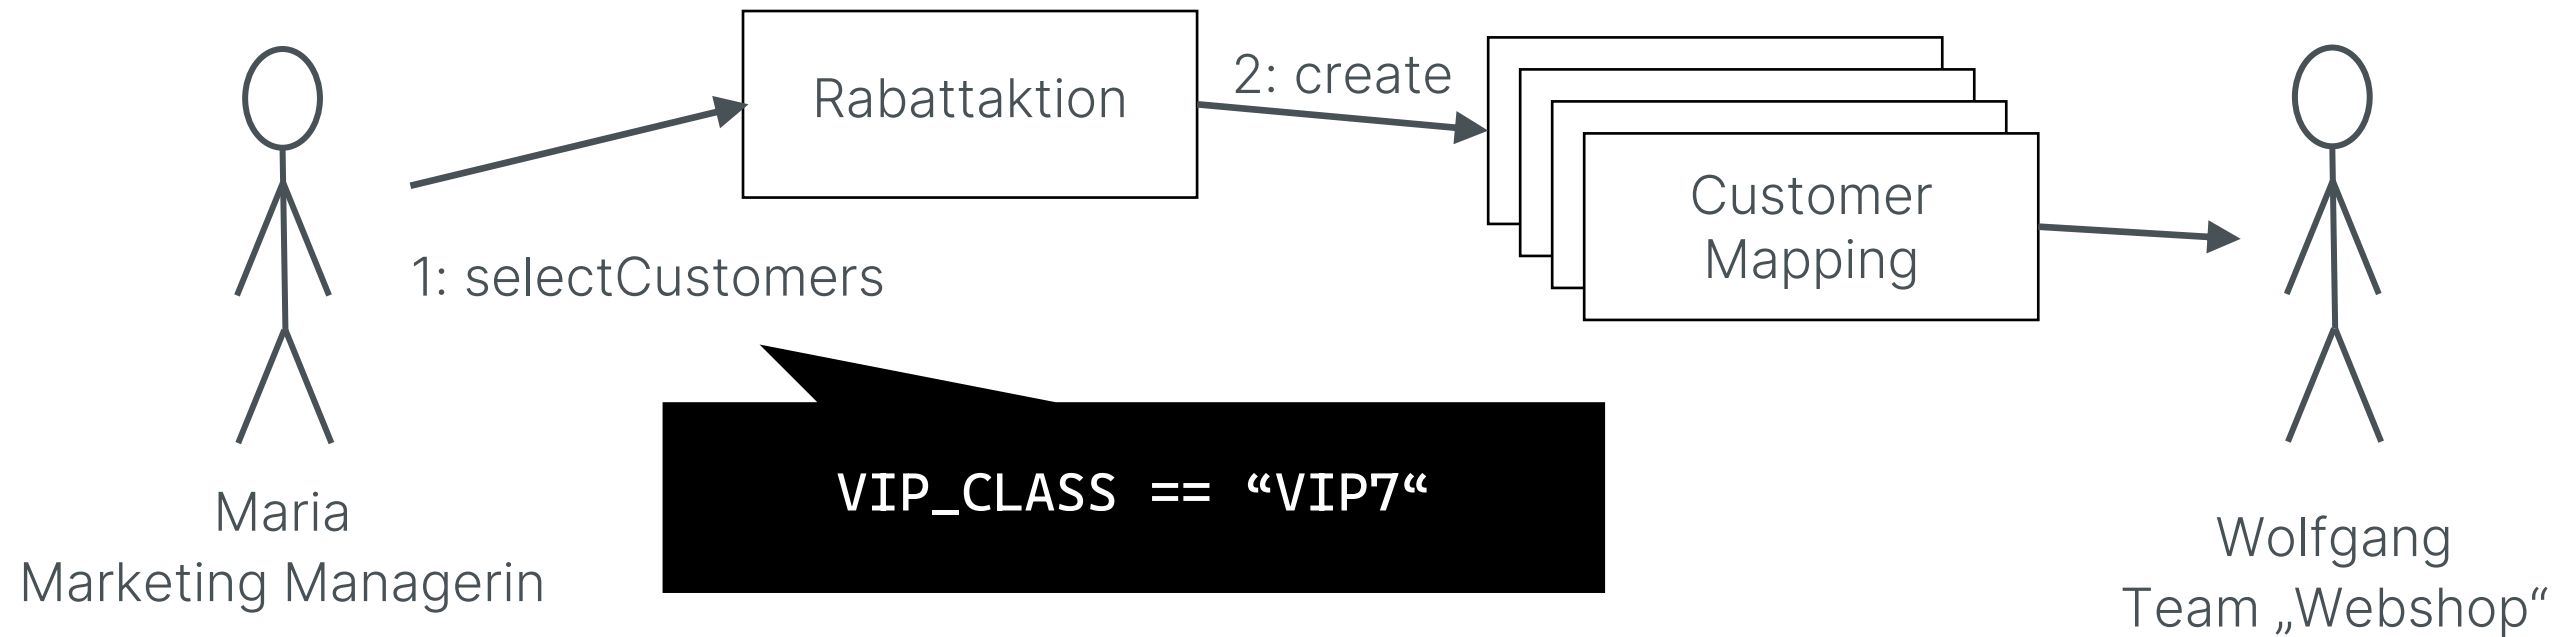 Rabattaktion
2: create
Customer
Mapping
1: selectCustomers
VIP_CLASS == “VIP7“
Maria
Marketing Managerin
Wolfgang
Team „Webshop“